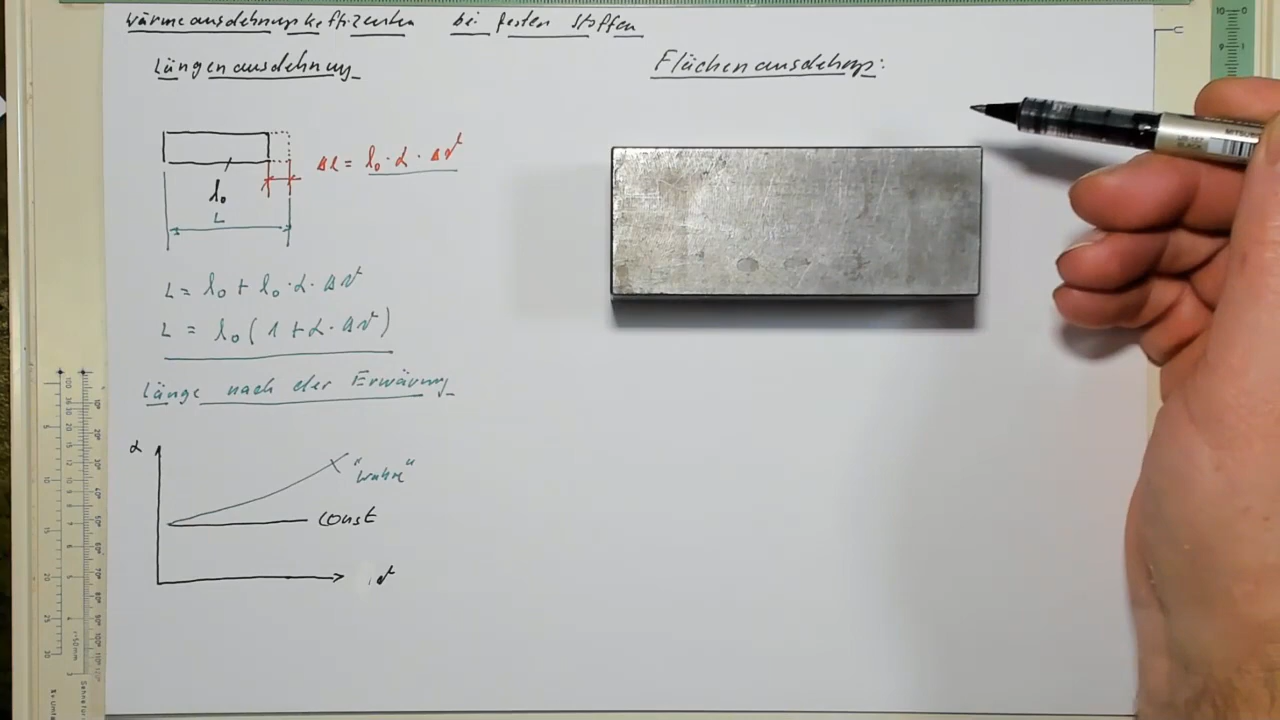 Wärmeausdehnungskoeffizienten bei festen Stoffen
Längenausdehnung
Flächenausdehnung:
Δl = l₀ · α · Δϑ
l₀
L
L = l₀ + l₀ · α · Δϑ
L = l₀ ( 1 + α · Δϑ )
Länge nach der Erwärmung
α
"wahre"
const
ϑ